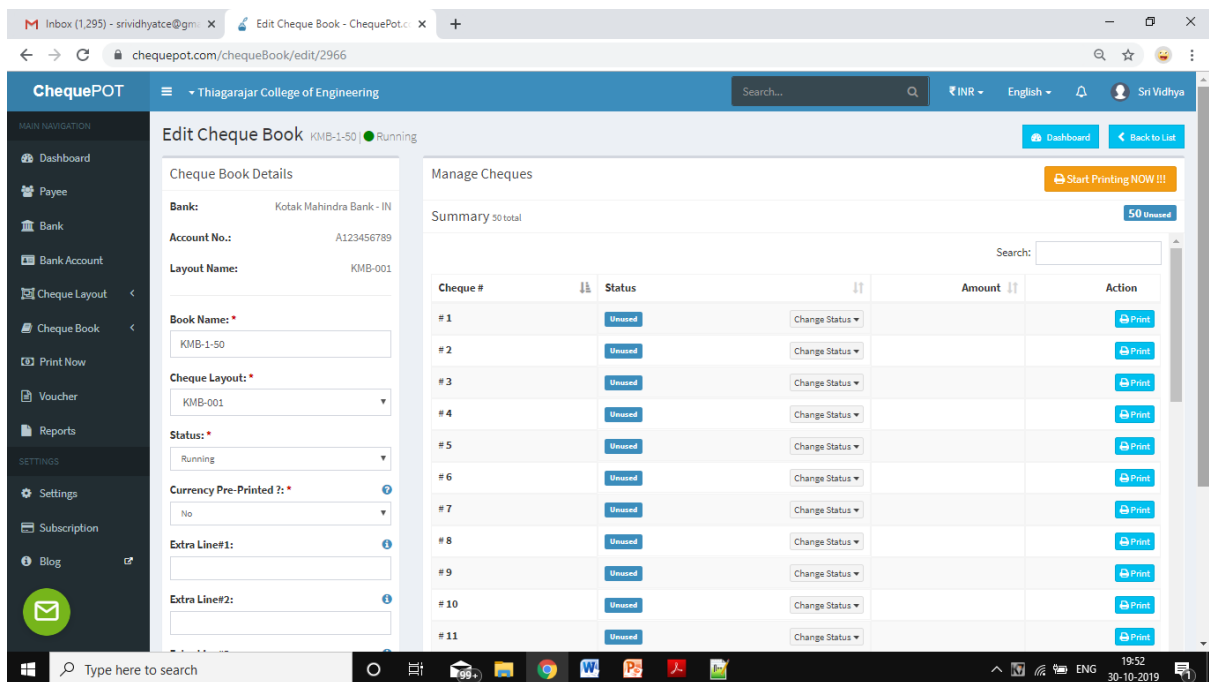 Inbox (1,295) - srividhyatce@gm
Edit Cheque Book - ChequePot.c
chequepot.com/chequeBook/edit/2966
ChequePOT
Thiagarajar College of Engineering
Search...
₹ INR
English
Sri Vidhya
MAIN NAVIGATION
Dashboard
Payee
Bank
Bank Account
Cheque Layout
Cheque Book
Print Now
Voucher
Reports
SETTINGS
Settings
Subscription
Blog
Edit Cheque Book KMB-1-50 | Running
Dashboard
Back to List
Cheque Book Details
Bank: Kotak Mahindra Bank - IN
Account No.: A123456789
Layout Name: KMB-001
Book Name: *
KMB-1-50
Cheque Layout: *
KMB-001
Status: *
Running
Currency Pre-Printed ?: *
No
Extra Line#1:
Extra Line#2:
Manage Cheques
Start Printing NOW !!!
Summary 50 total
50 Unused
Search:
Cheque # Status Amount Action
# 1 Unused Change Status Print
# 2 Unused Change Status Print
# 3 Unused Change Status Print
# 4 Unused Change Status Print
# 5 Unused Change Status Print
# 6 Unused Change Status Print
# 7 Unused Change Status Print
# 8 Unused Change Status Print
# 9 Unused Change Status Print
# 10 Unused Change Status Print
# 11 Unused Change Status Print
Type here to search
99+
ENG
19:52
30-10-2019